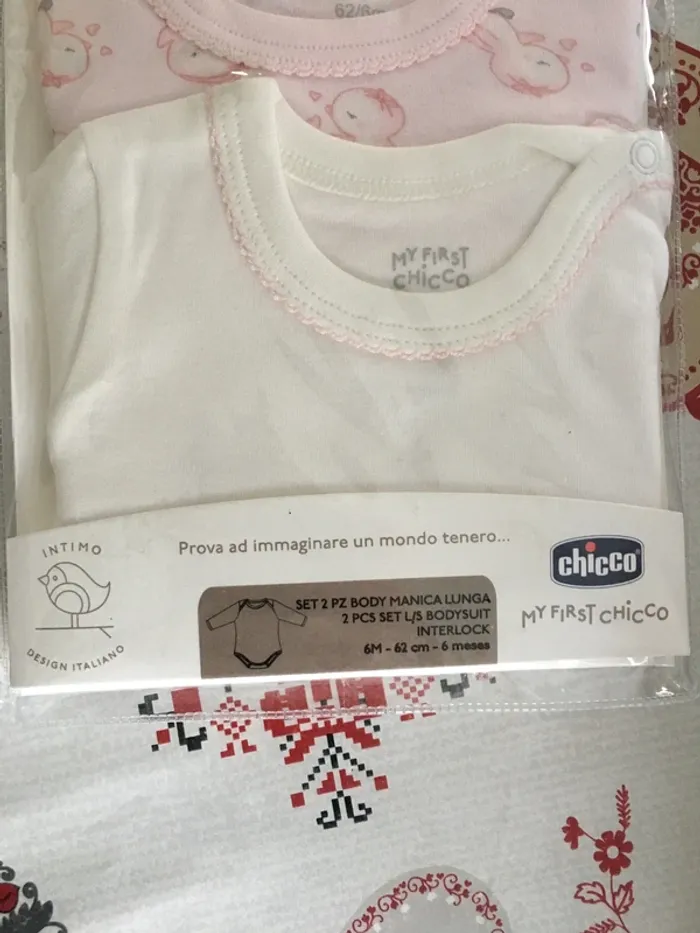 62/6m
MY FIRST
CHICCO
INTIMO
DESIGN ITALIANO
Prova ad immaginare un mondo tenero...
chicco
MY FIRST CHICCO
SET 2 PZ BODY MANICA LUNGA
2 PCS SET L/S BODYSUIT
INTERLOCK
6M - 62 cm - 6 meses